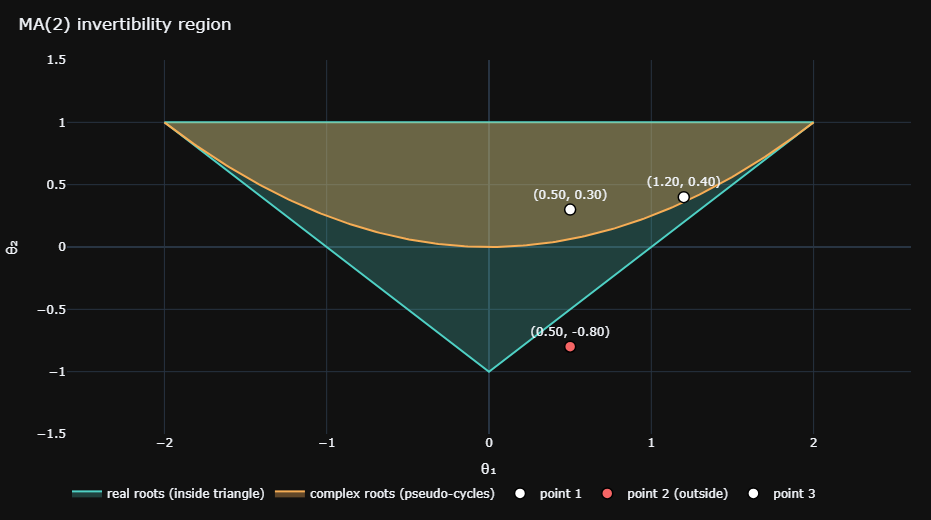 MA(2) invertibility region
1.5
1
0.5
0
−0.5
−1
−1.5
θ₂
(0.50, 0.30)
(1.20, 0.40)
(0.50, -0.80)
−2
−1
0
1
2
θ₁
real roots (inside triangle)
complex roots (pseudo-cycles)
point 1
point 2 (outside)
point 3